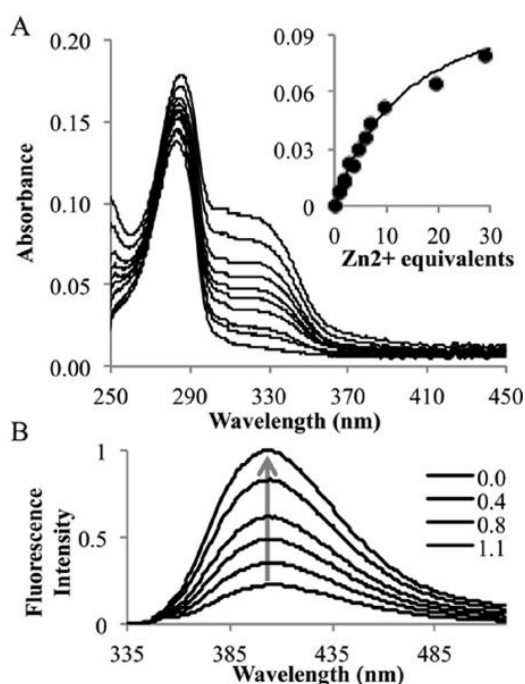 A
0.20
0.15
0.10
0.05
0.00
Absorbance
250 290 330 370 410 450
Wavelength (nm)
0.09
0.06
0.03
0
0 10 20 30
Zn2+ equivalents
B
1
0.5
0
Fluorescence
Intensity
335 385 435 485
Wavelength (nm)
0.0
0.4
0.8
1.1